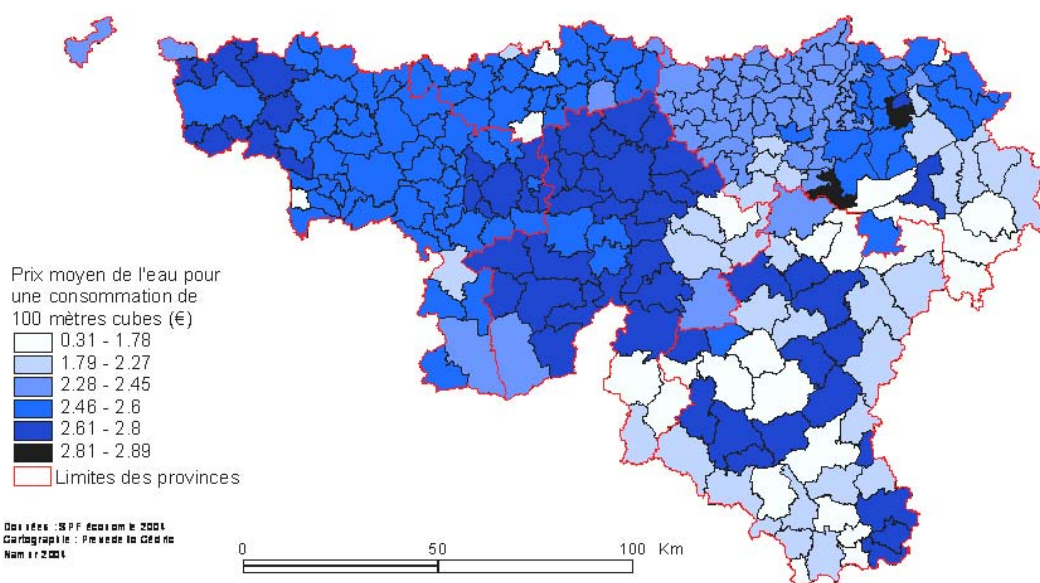 Prix moyen de l'eau pour
une consommation de
100 mètres cubes (€)
0.31 - 1.78
1.79 - 2.27
2.28 - 2.45
2.46 - 2.6
2.61 - 2.8
2.81 - 2.89
Limites des provinces
Données : SPF économie 2004
Cartographie : Cédric
Namur 2004
0 50 100 Km